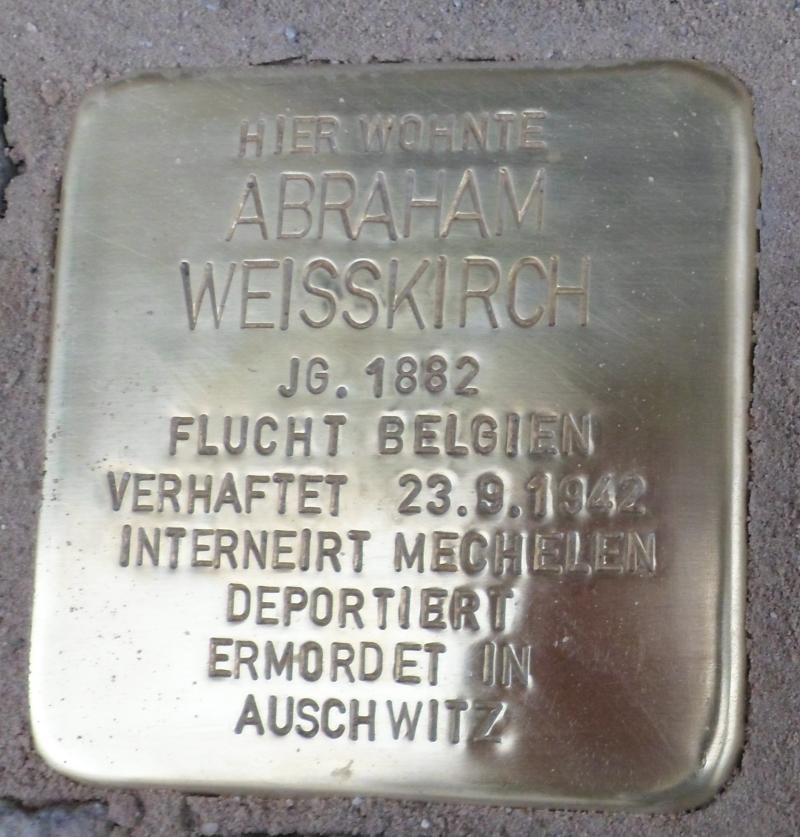 HIER WOHNTE
ABRAHAM
WEISSKIRCH
JG. 1882
FLUCHT BELGIEN
VERHAFTET 23.9.1942
INTERNEIRT MECHELEN
DEPORTIERT
ERMORDET IN
AUSCHWITZ